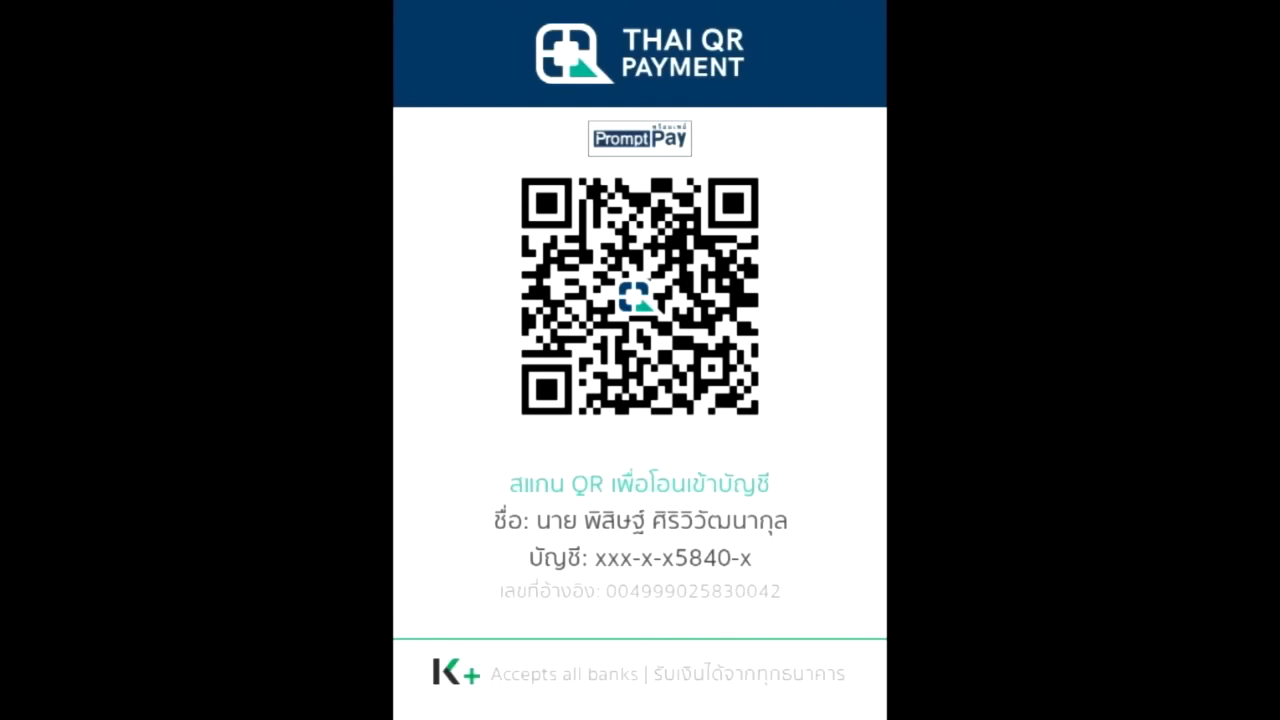 THAI QR
PAYMENT
พร้อมเพย์
PromptPay
สแกน QR เพื่อโอนเข้าบัญชี
ชื่อ: นาย พิสิษฐ์ ศิริวิวัฒนากุล
บัญชี: xxx-x-x5840-x
เลขที่อ้างอิง: 004999025830042
K+ Accepts all banks | รับเงินได้จากทุกธนาคาร